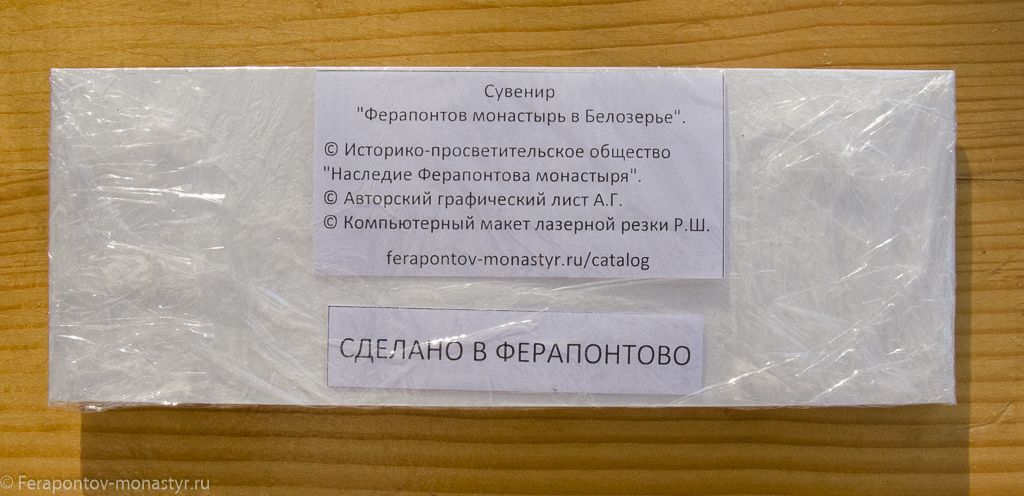 Сувенир
"Ферапонтов монастырь в Белозерье".
© Историко-просветительское общество
"Наследие Ферапонтова монастыря".
© Авторский графический лист А.Г.
© Компьютерный макет лазерной резки Р.Ш.
ferapontov-monastyr.ru/catalog
СДЕЛАНО В ФЕРАПОНТОВО
© Ferapontov-monastyr.ru